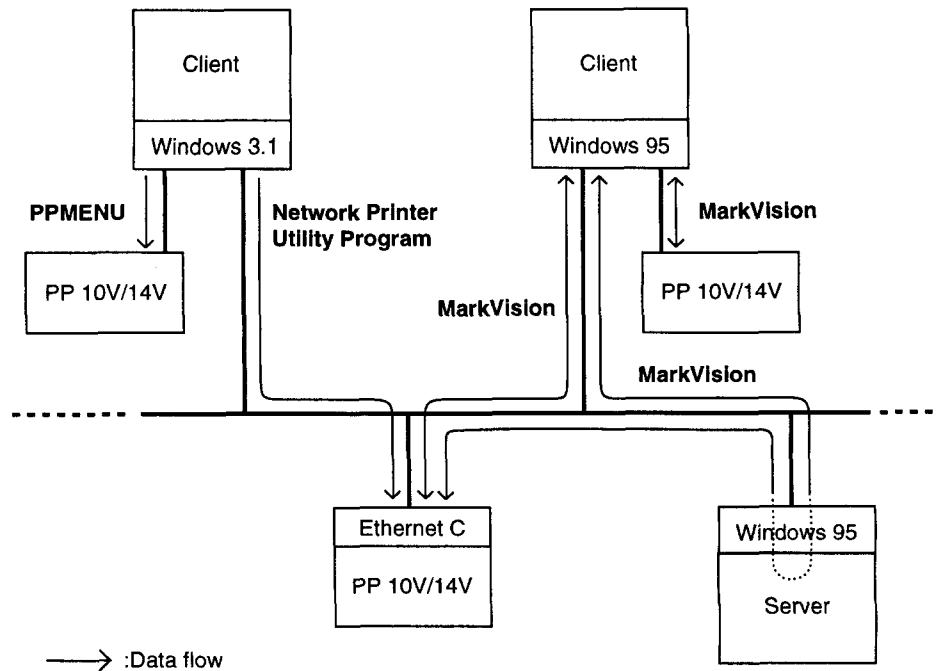 Client
Client
Windows 3.1
Windows 95
PPMENU
Network Printer
Utility Program
MarkVision
PP 10V/14V
PP 10V/14V
MarkVision
MarkVision
Ethernet C
Windows 95
PP 10V/14V
Server
:Data flow